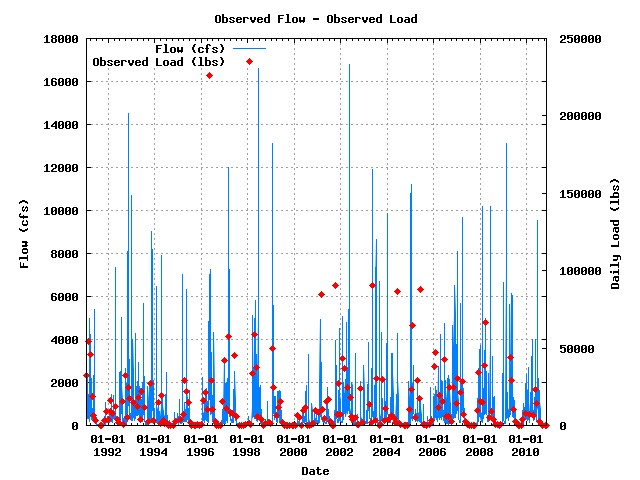 Observed Flow - Observed Load
18000 250000
Flow (cfs)
16000
Observed Load (lbs)
14000 200000
12000
10000 150000
8000
6000 100000
4000
2000 50000
0 0
Flow (cfs)
Daily Load (lbs)
01-01 01-01 01-01 01-01 01-01 01-01 01-01 01-01 01-01 01-01
1992 1994 1996 1998 2000 2002 2004 2006 2008 2010
Date